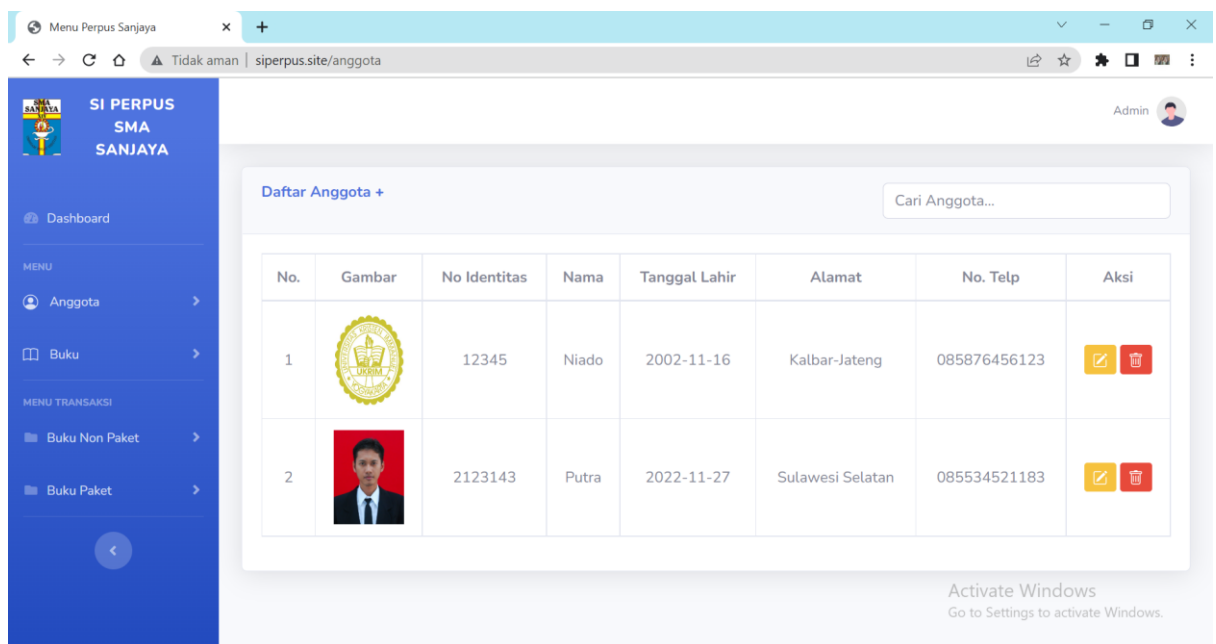 Menu Perpus Sanjaya
Tidak aman | siperpus.site/anggota
SMA
SANJAYA
SI PERPUS
SMA
SANJAYA
Admin
Dashboard
MENU
Anggota
Buku
MENU TRANSAKSI
Buku Non Paket
Buku Paket
Daftar Anggota +
Cari Anggota...
No. Gambar No Identitas Nama Tanggal Lahir Alamat No. Telp Aksi
UKRIM
1 12345 Niado 2002-11-16 Kalbar-Jateng 085876456123
2 2123143 Putra 2022-11-27 Sulawesi Selatan 085534521183
Activate Windows
Go to Settings to activate Windows.